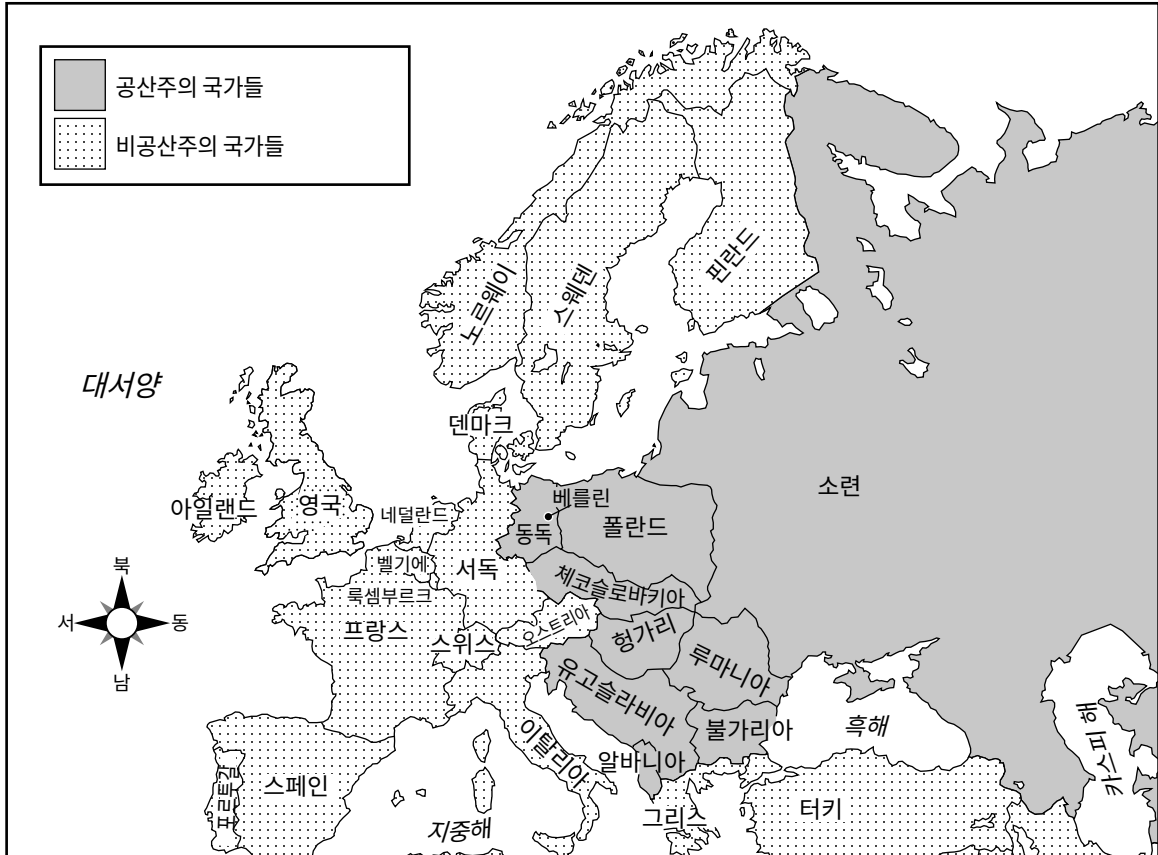 공산주의 국가들
비공산주의 국가들
노르웨이
스웨덴
핀란드
대서양
덴마크
소련
아일랜드
영국
네덜란드
베를린
동독
폴란드
벨기에
서독
룩셈부르크
체코슬로바키아
프랑스
스위스
오스트리아
헝가리
루마니아
유고슬라비아
북
서
동
남
불가리아
흑해
카스피 해
이탈리아
알바니아
포르투갈
스페인
지중해
그리스
터키